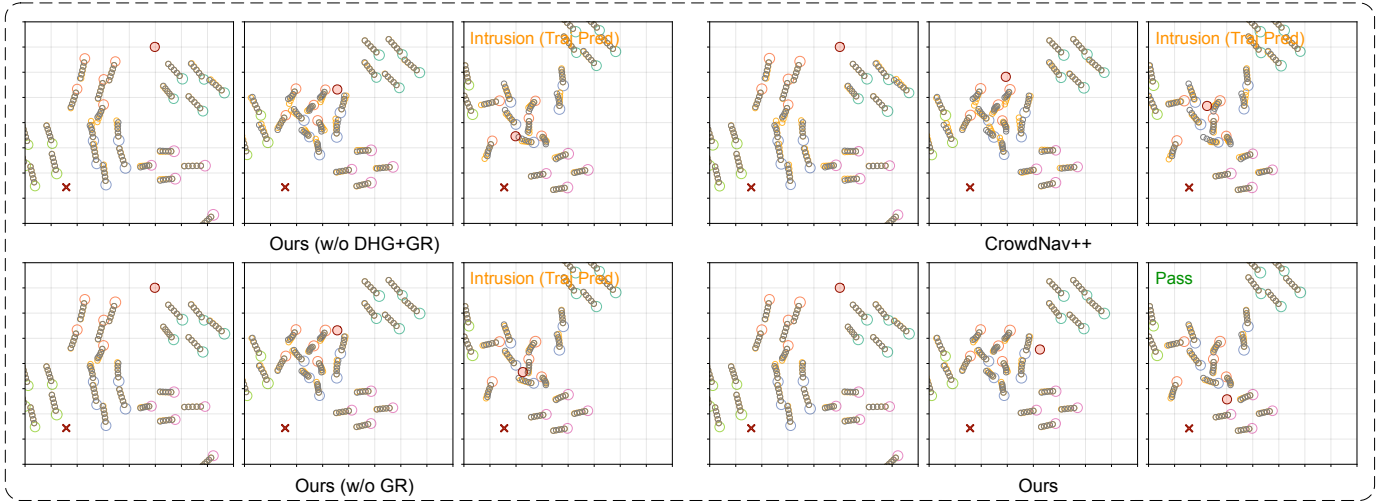 Intrusion (Traj Pred)
Intrusion (Traj Pred)
Ours (w/o DHG+GR)
CrowdNav++
Intrusion (Traj Pred)
Pass
Ours (w/o GR)
Ours